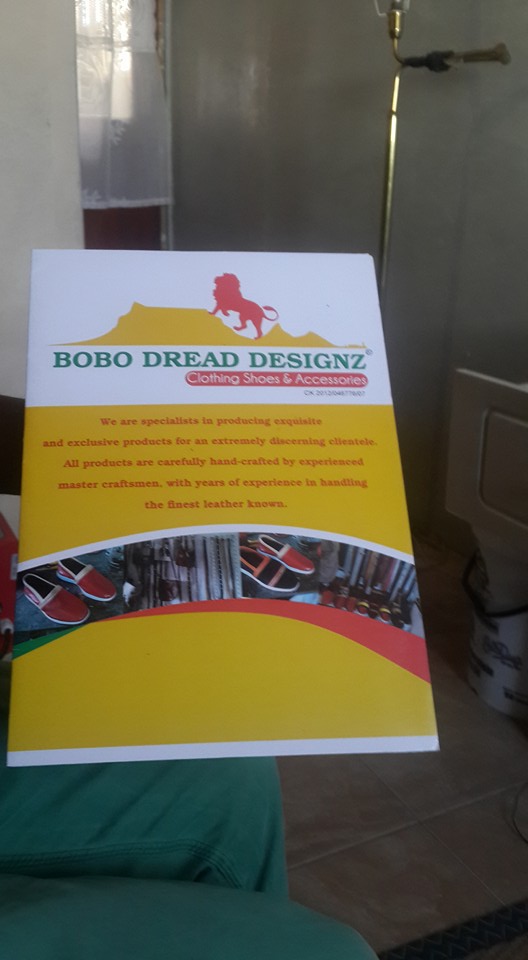 BOBO DREAD DESIGNZ
Clothing Shoes & Accessories
CK 2012/046776/07
We are specialists in producing exquisite
and exclusive products for an extremely discerning clientele.
All products are carefully hand-crafted by experienced
master craftsmen, with years of experience in handling
the finest leather known.